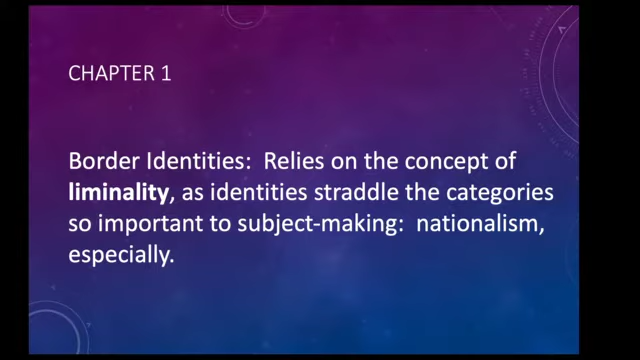 CHAPTER 1
Border Identities: Relies on the concept of
liminality, as identities straddle the categories
so important to subject-making: nationalism,
especially.